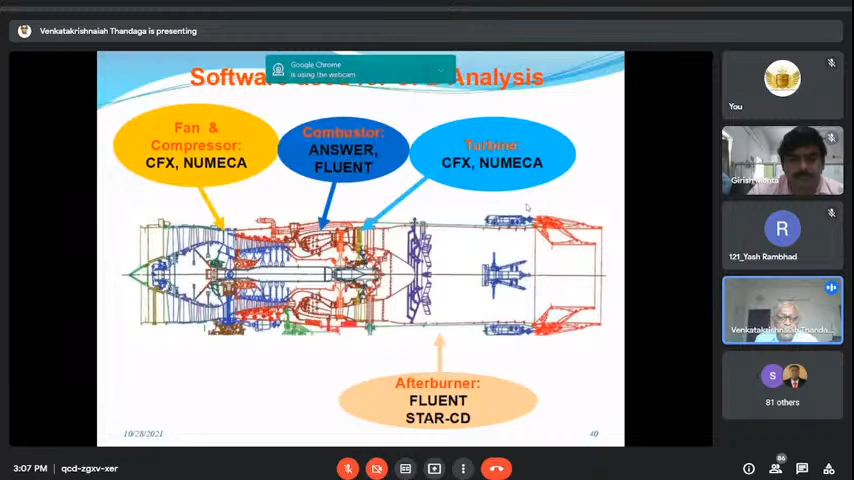 Venkatakrishnaiah Thandaga is presenting
Google Chrome
is using the webcam
Analysis
Fan &
Compressor:
CFX, NUMECA
Combustor:
ANSWER,
FLUENT
Turbine:
CFX, NUMECA
Afterburner:
FLUENT
STAR-CD
10/28/2021
40
You
Girish Mehta
R
121_Yash Rambhad
Venkatakrishnaiah Thanda...
S
81 others
3:07 PM
qcd-zgxv-xer
86